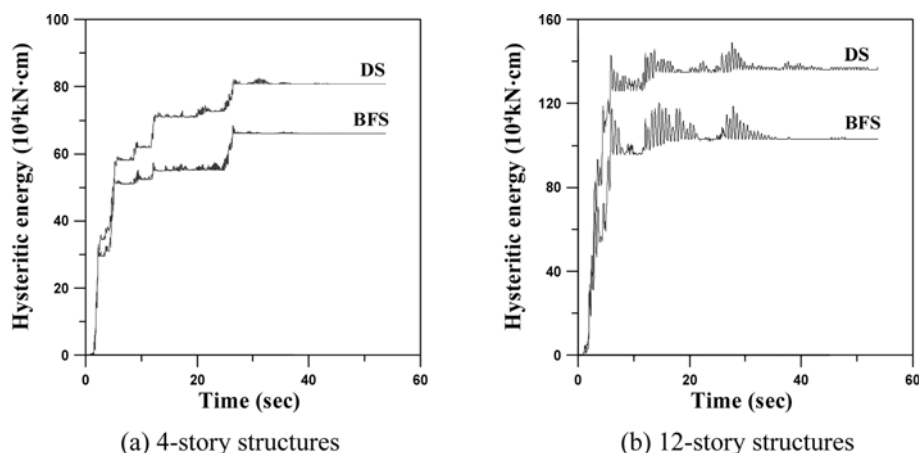 100
80
60
40
20
0
Hysteritic energy (10⁴kN·cm)
DS
BFS
0
20
40
60
Time (sec)
(a) 4-story structures
160
120
80
40
0
Hysteritic energy (10⁴kN·cm)
DS
BFS
0
20
40
60
Time (sec)
(b) 12-story structures